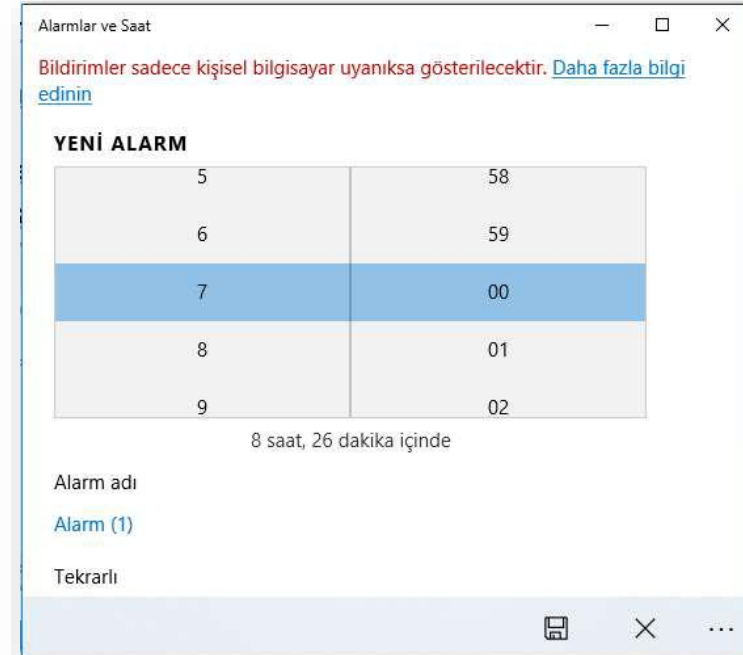 Alarmlar ve Saat
Bildirimler sadece kişisel bilgisayar uyanıksa gösterilecektir. Daha fazla bilgi
edinin
YENİ ALARM
5 58
6 59
7 00
8 01
9 02
8 saat, 26 dakika içinde
Alarm adı
Alarm (1)
Tekrarlı